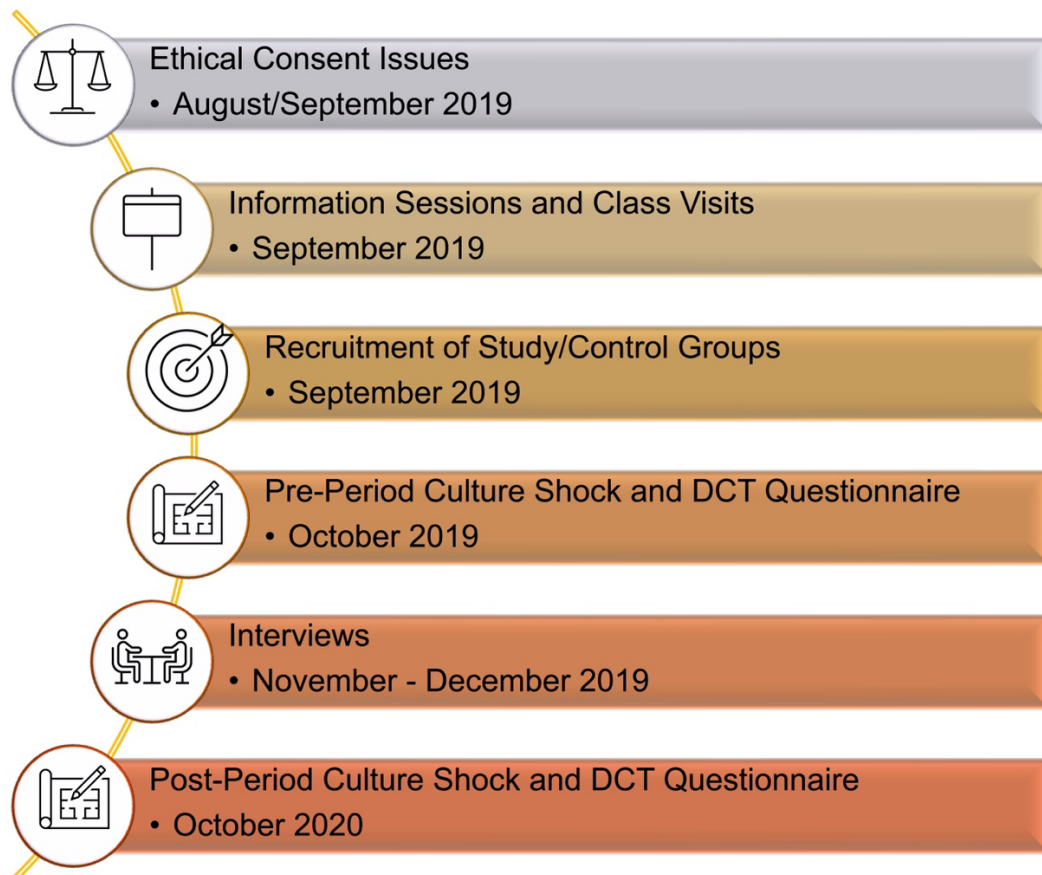 Ethical Consent Issues
• August/September 2019
Information Sessions and Class Visits
• September 2019
Recruitment of Study/Control Groups
• September 2019
Pre-Period Culture Shock and DCT Questionnaire
• October 2019
Interviews
• November - December 2019
Post-Period Culture Shock and DCT Questionnaire
• October 2020